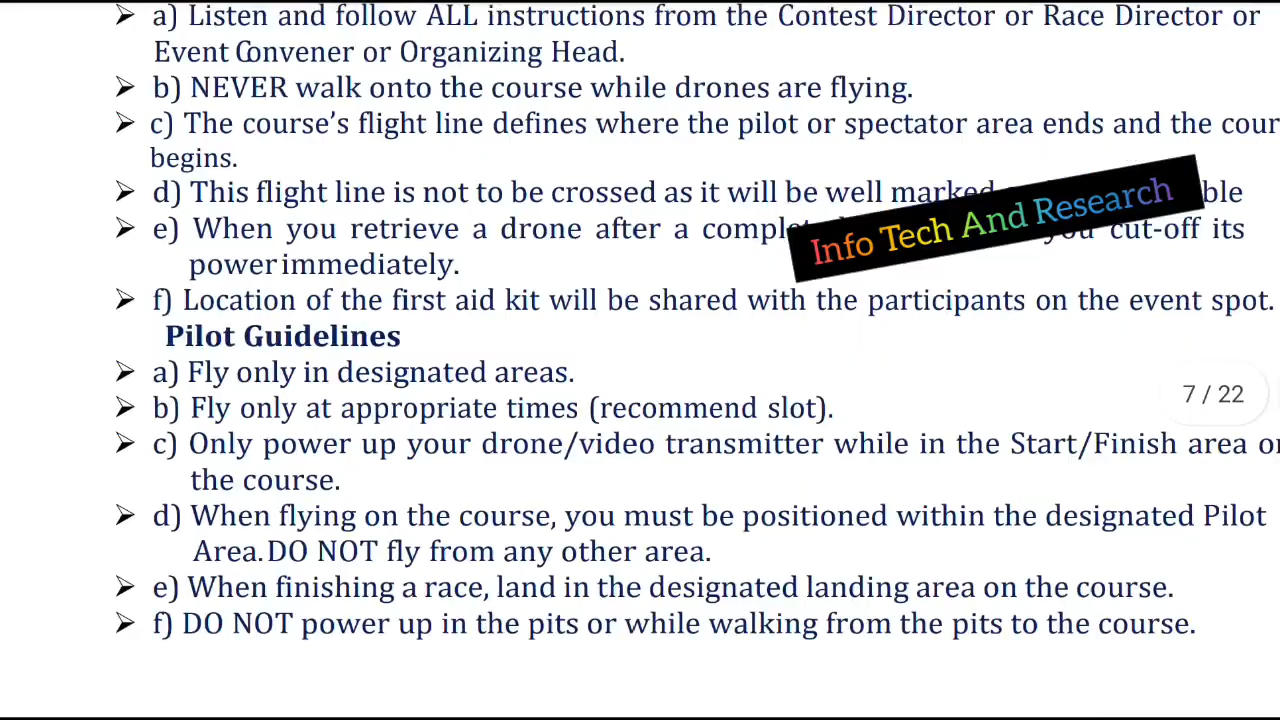 ➢ a) Listen and follow ALL instructions from the Contest Director or Race Director or
Event Convener or Organizing Head.
➢ b) NEVER walk onto the course while drones are flying.
➢ c) The course's flight line defines where the pilot or spectator area ends and the cour
begins.
➢ d) This flight line is not to be crossed as it will be well marked
➢ e) When you retrieve a drone after a you cut-off its
power immediately.
Info Tech And Research
➢ f) Location of the first aid kit will be shared with the participants on the event spot.
Pilot Guidelines
➢ a) Fly only in designated areas.
7 / 22
➢ b) Fly only at appropriate times (recommend slot).
➢ c) Only power up your drone/video transmitter while in the Start/Finish area or
the course.
➢ d) When flying on the course, you must be positioned within the designated Pilot
Area.DO NOT fly from any other area.
➢ e) When finishing a race, land in the designated landing area on the course.
➢ f) DO NOT power up in the pits or while walking from the pits to the course.